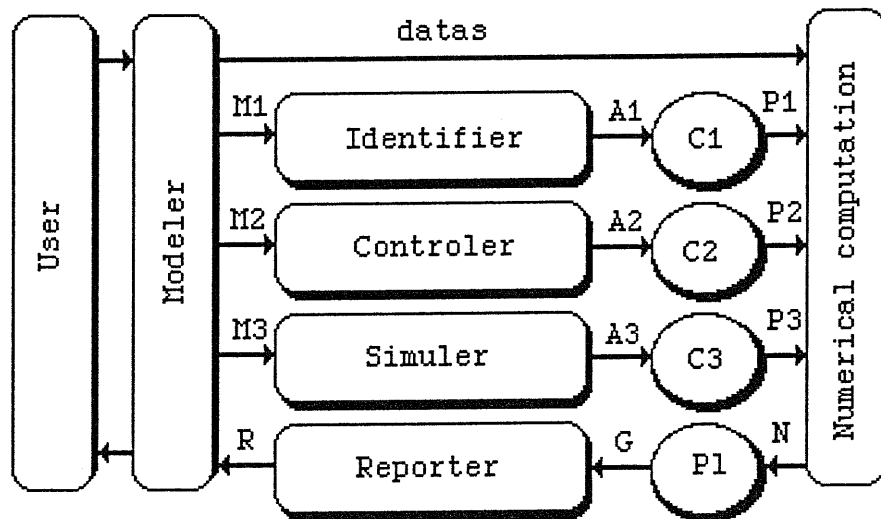 datas
User
Modeler
M1
Identifier
A1
C1
P1
M2
Controler
A2
C2
P2
M3
Simuler
A3
C3
P3
R
Reporter
G
Pl
N
Numerical computation